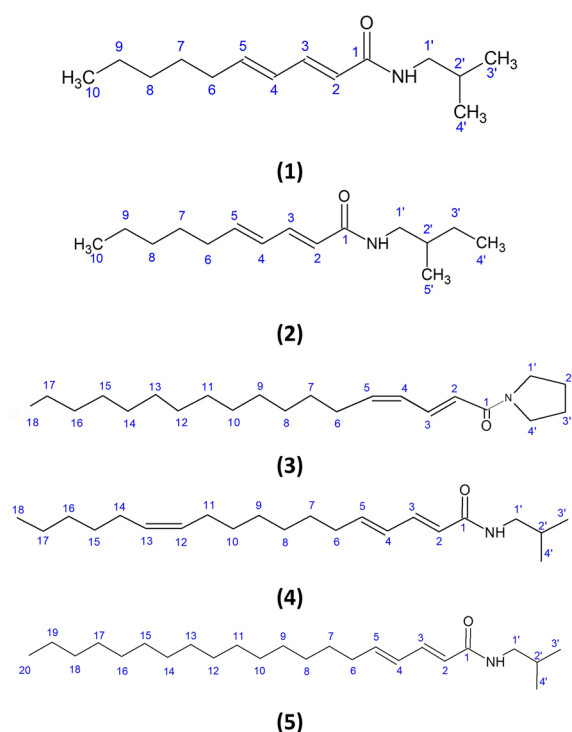 O
9 7 5 3 1 1'
H3C 10 8 6 4 2 NH 2' CH3 3'
CH3
4'
(1)
O
9 7 5 3 1 1' 3'
H3C 10 8 6 4 2 NH 2' CH3 4'
CH3
5'
(2)
17 15 13 11 9 7 5 4 2 1' 2
18 16 14 12 10 8 6 3 1 O N 4' 3'
(3)
O
18 16 14 11 9 7 5 3 1 1' 3'
17 15 13 12 10 8 6 4 2 NH 2' 4'
(4)
O
19 17 15 13 11 9 7 5 3 1 1' 3'
20 18 16 14 12 10 8 6 4 2 NH 2' 4'
(5)